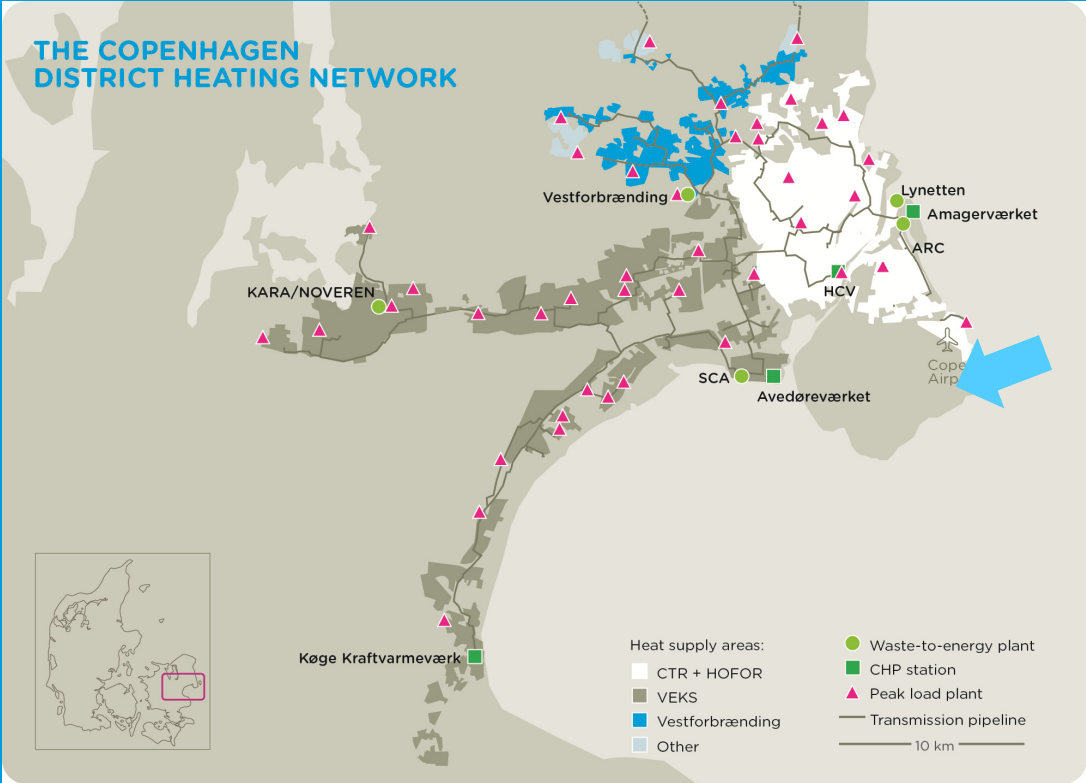 THE COPENHAGEN
DISTRICT HEATING NETWORK
Vestforbrænding
Lynetten
Amagerværket
ARC
KARA/NOVEREN
HCV
SCA
Avedøreværket
Køge Kraftvarmeværk
Heat supply areas:
CTR + HOFOR
VEKS
Vestforbrænding
Other
Waste-to-energy plant
CHP station
Peak load plant
Transmission pipeline
10 km